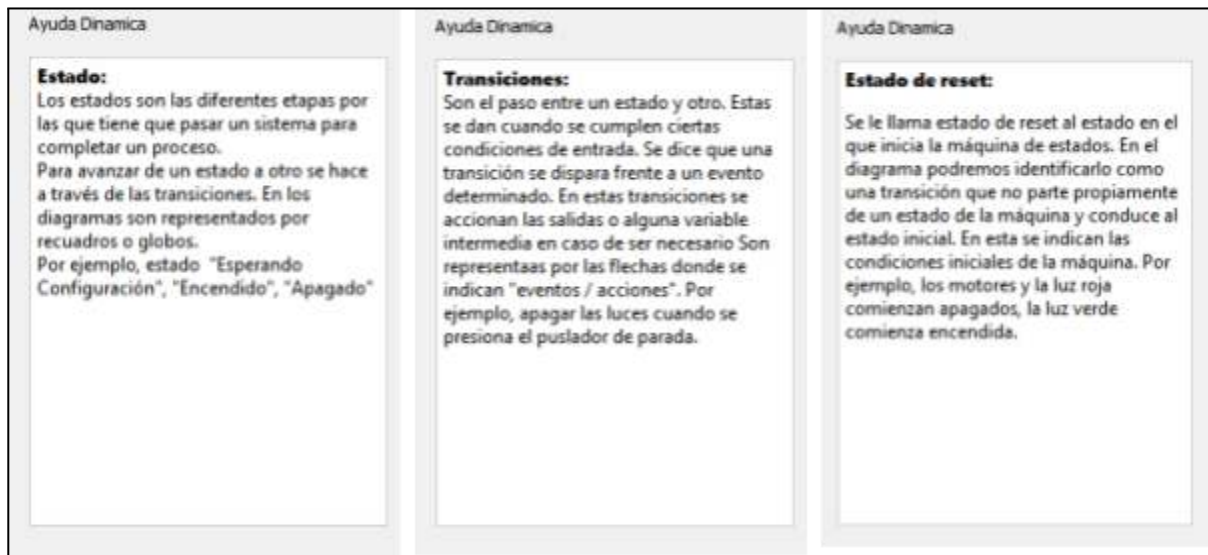 Ayuda Dinamica
Estado:
Los estados son las diferentes etapas por
las que tiene que pasar un sistema para
completar un proceso.
Para avanzar de un estado a otro se hace
a través de las transiciones. En los
diagramas son representados por
recuadros o globos.
Por ejemplo, estado "Esperando
Configuración", "Encendido", "Apagado"
Ayuda Dinamica
Transiciones:
Son el paso entre un estado y otro. Estas
se dan cuando se cumplen ciertas
condiciones de entrada. Se dice que una
transición se dispara frente a un evento
determinado. En estas transiciones se
accionan las salidas o alguna variable
intermedia en caso de ser necesario Son
representaas por las flechas donde se
indican "eventos / acciones". Por
ejemplo, apagar las luces cuando se
presiona el puslador de parada.
Ayuda Dinamica
Estado de reset:
Se le llama estado de reset al estado en el
que inicia la máquina de estados. En el
diagrama podremos identificarlo como
una transición que no parte propiamente
de un estado de la máquina y conduce al
estado inicial. En esta se indican las
condiciones iniciales de la máquina. Por
ejemplo, los motores y la luz roja
comienzan apagados, la luz verde
comienza encendida.